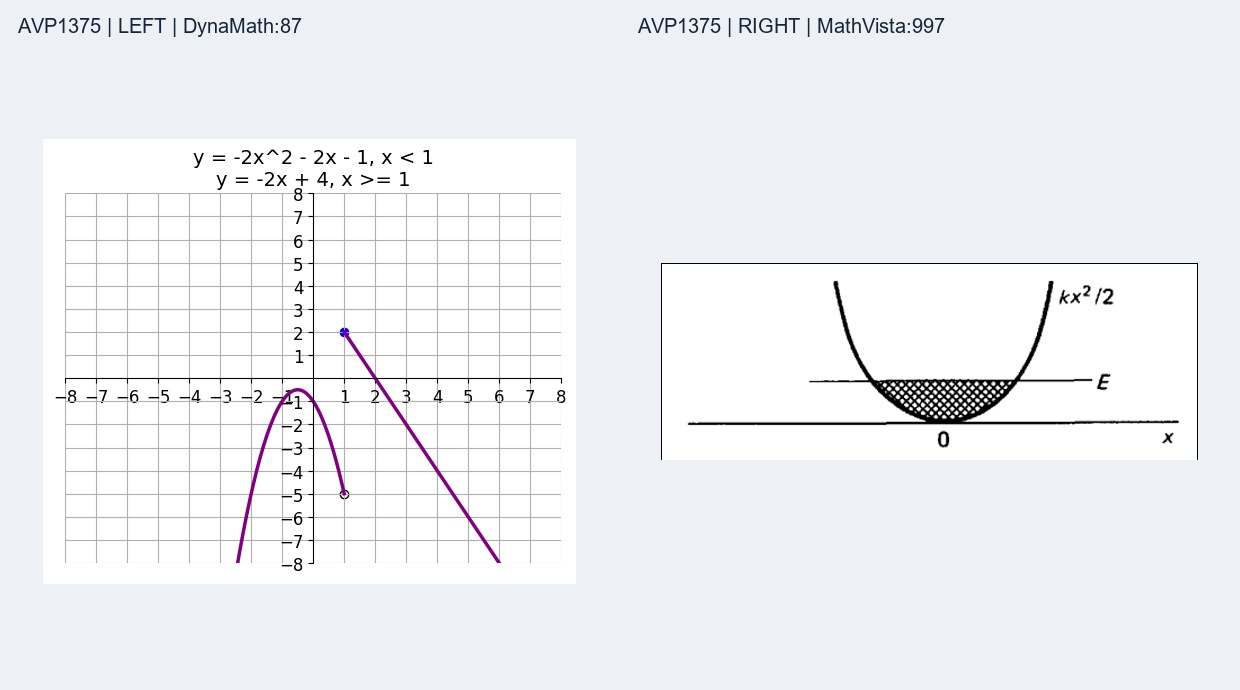 AVP1375 | LEFT | DynaMath:87
AVP1375 | RIGHT | MathVista:997
y = -2x^2 - 2x - 1, x < 1
y = -2x + 4, x >= 1
8
7
6
5
4
3
2
1
−8 −7 −6 −5 −4 −3 −2 −1 1 2 3 4 5 6 7 8
−1
−2
−3
−4
−5
−6
−7
−8
kx²/2
E
0
x